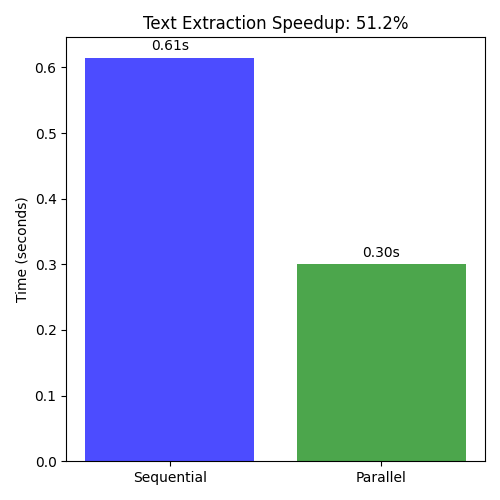 Text Extraction Speedup: 51.2%
0.61s
0.30s
Time (seconds)
0.6
0.5
0.4
0.3
0.2
0.1
0.0
Sequential
Parallel